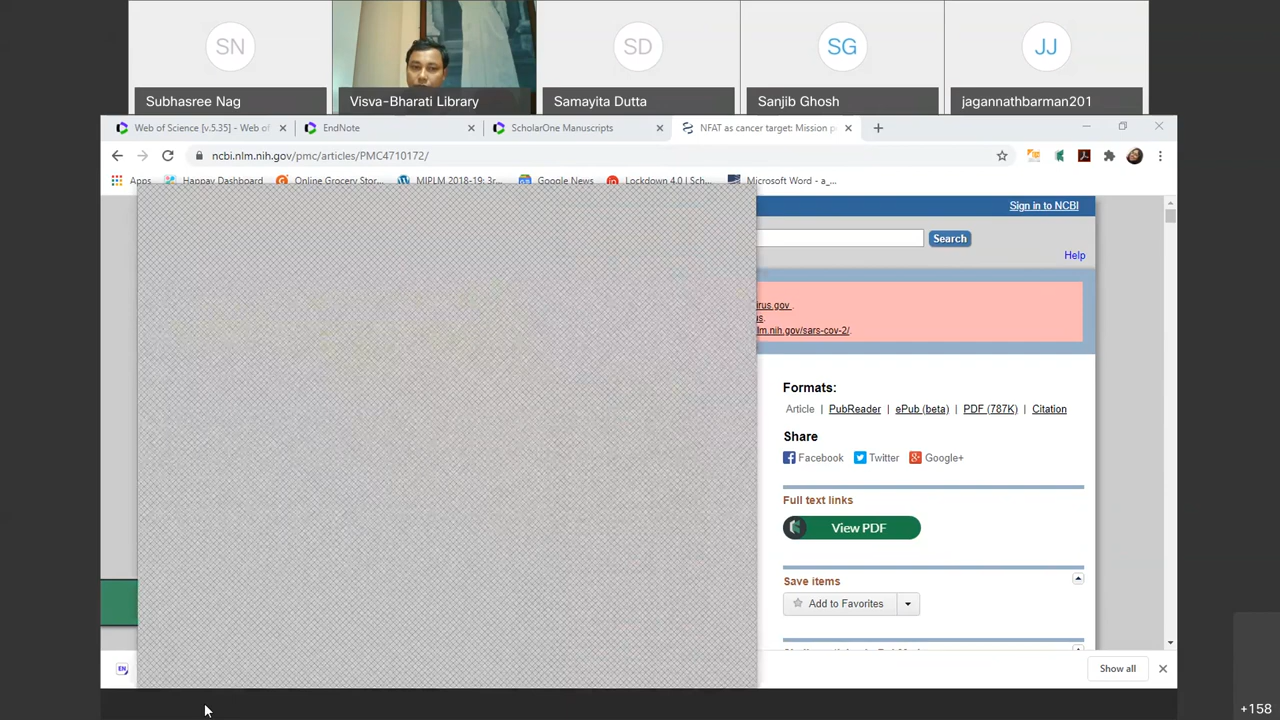 SN
SD
SG
JJ
Subhasree Nag
Visva-Bharati Library
Samayita Dutta
Sanjib Ghosh
jagannathbarman201
Web of Science [v.5.35] - Web of
EndNote
ScholarOne Manuscripts
NFAT as cancer target: Mission p
ncbi.nlm.nih.gov/pmc/articles/PMC4710172/
Apps
Happay Dashboard
Online Grocery Stor...
MIPLM 2018-19: 3r...
Google News
Lockdown 4.0 | Sch...
Microsoft Word - a_...
Sign in to NCBI
Search
Help
irus.gov .
us.
lm.nih.gov/sars-cov-2/.
Formats:
Article | PubReader | ePub (beta) | PDF (787K) | Citation
Share
Facebook Twitter Google+
Full text links
View PDF
Save items
Add to Favorites
EN
Show all
+158